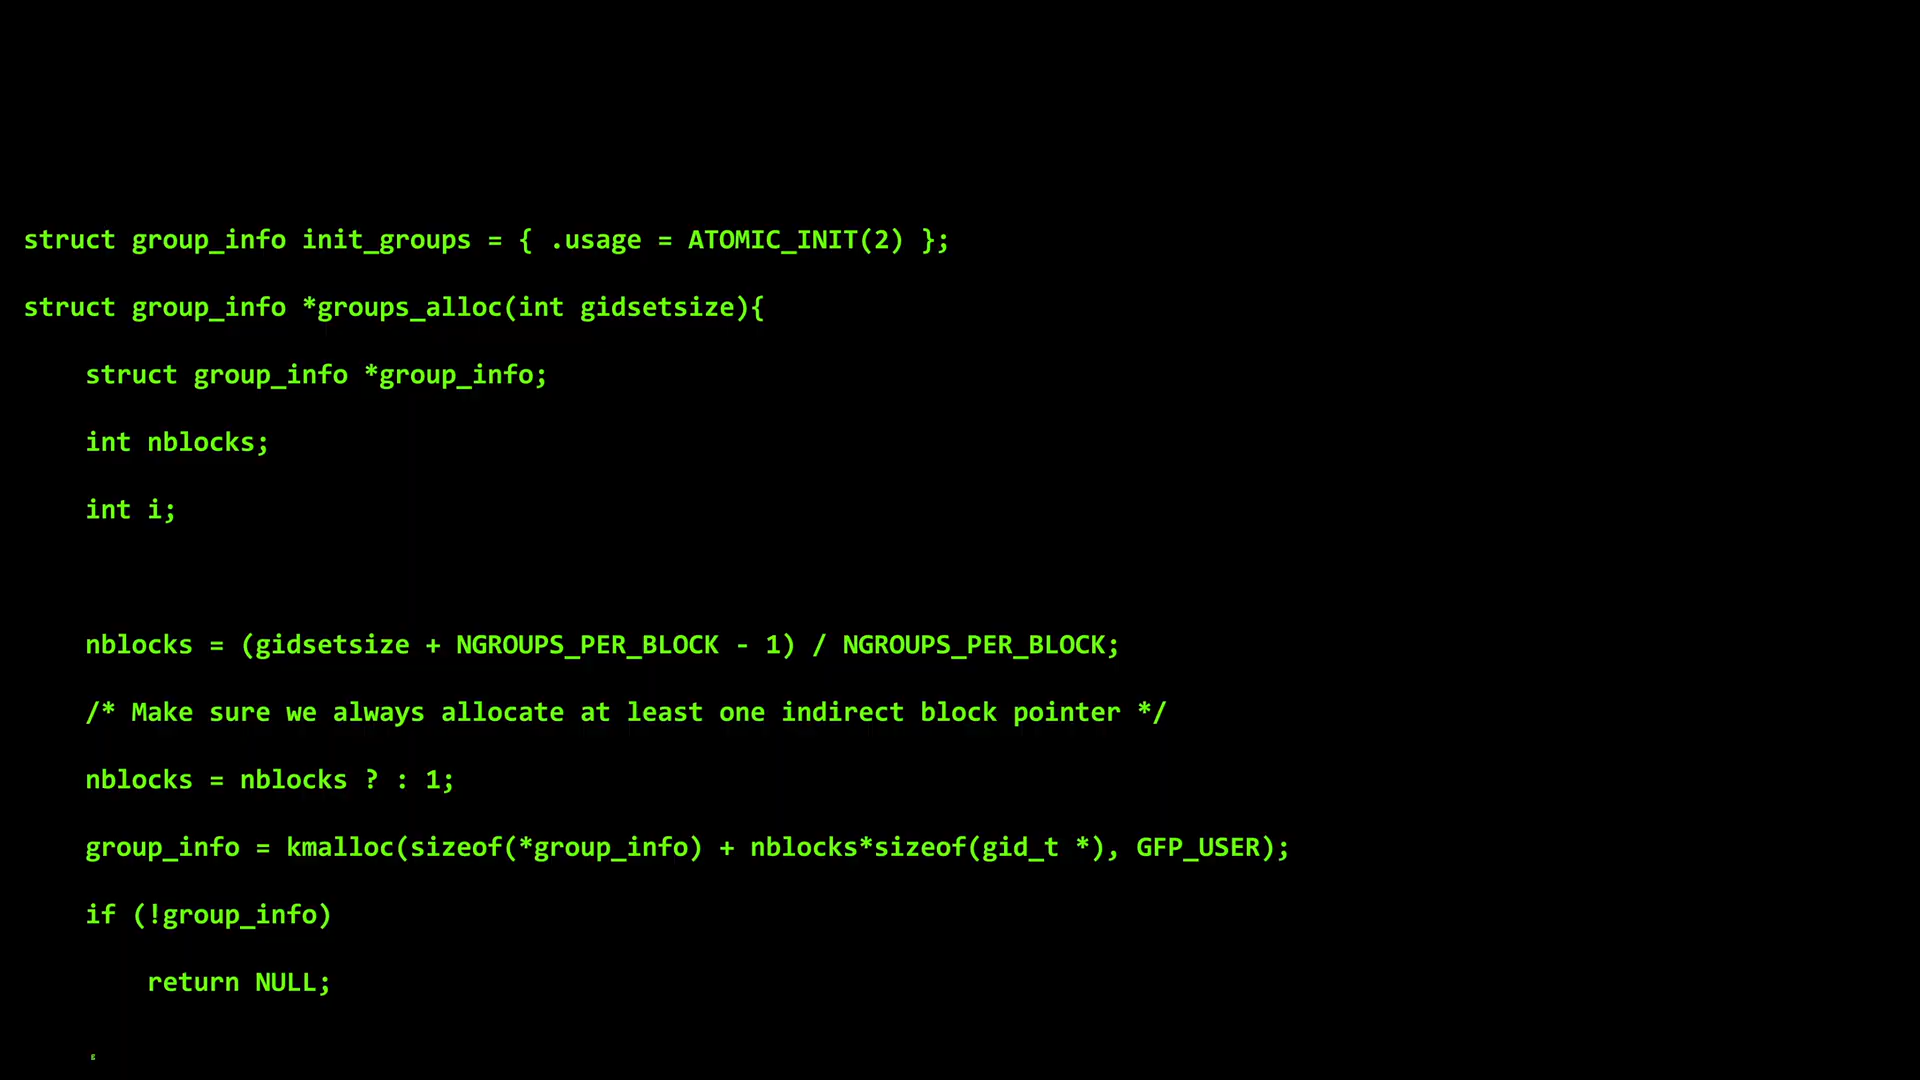 struct group_info init_groups = { .usage = ATOMIC_INIT(2) };
struct group_info *groups_alloc(int gidsetsize){
    struct group_info *group_info;
    int nblocks;
    int i;
    nblocks = (gidsetsize + NGROUPS_PER_BLOCK - 1) / NGROUPS_PER_BLOCK;
    /* Make sure we always allocate at least one indirect block pointer */
    nblocks = nblocks ? : 1;
    group_info = kmalloc(sizeof(*group_info) + nblocks*sizeof(gid_t *), GFP_USER);
    if (!group_info)
        return NULL;